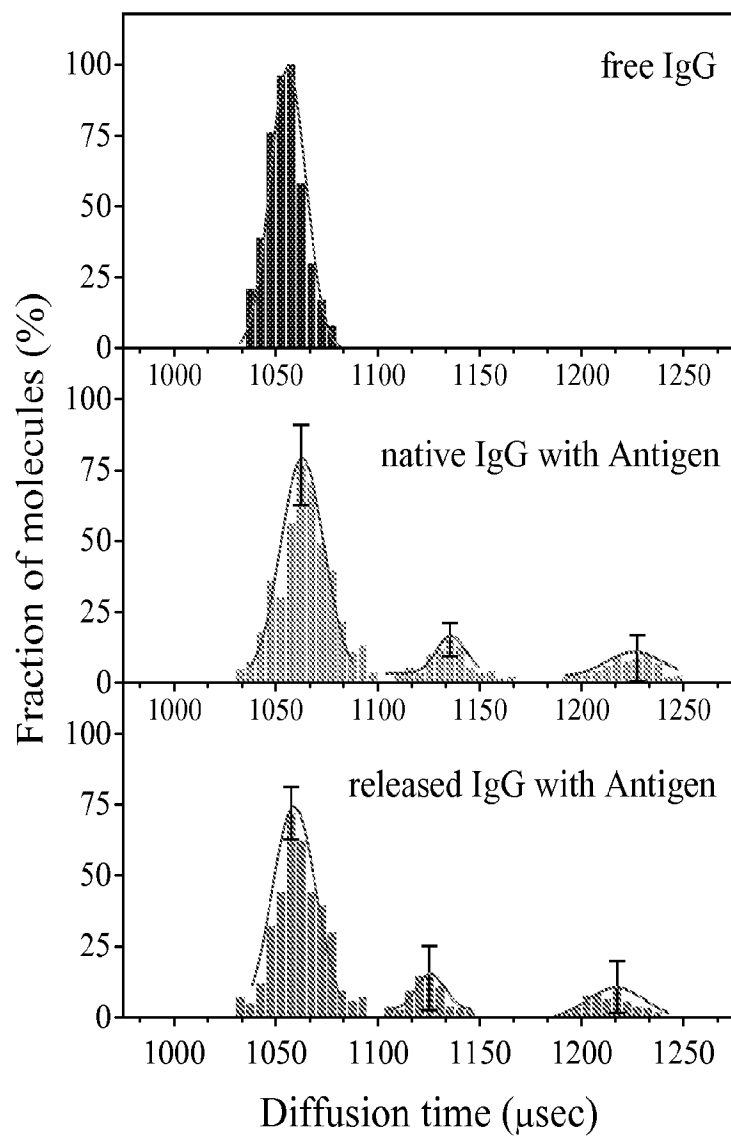 Fraction of molecules (%)
free IgG
100
75
50
25
0
1000 1050 1100 1150 1200 1250
native IgG with Antigen
100
75
50
25
0
1000 1050 1100 1150 1200 1250
released IgG with Antigen
100
75
50
25
0
1000 1050 1100 1150 1200 1250
Diffusion time (μsec)